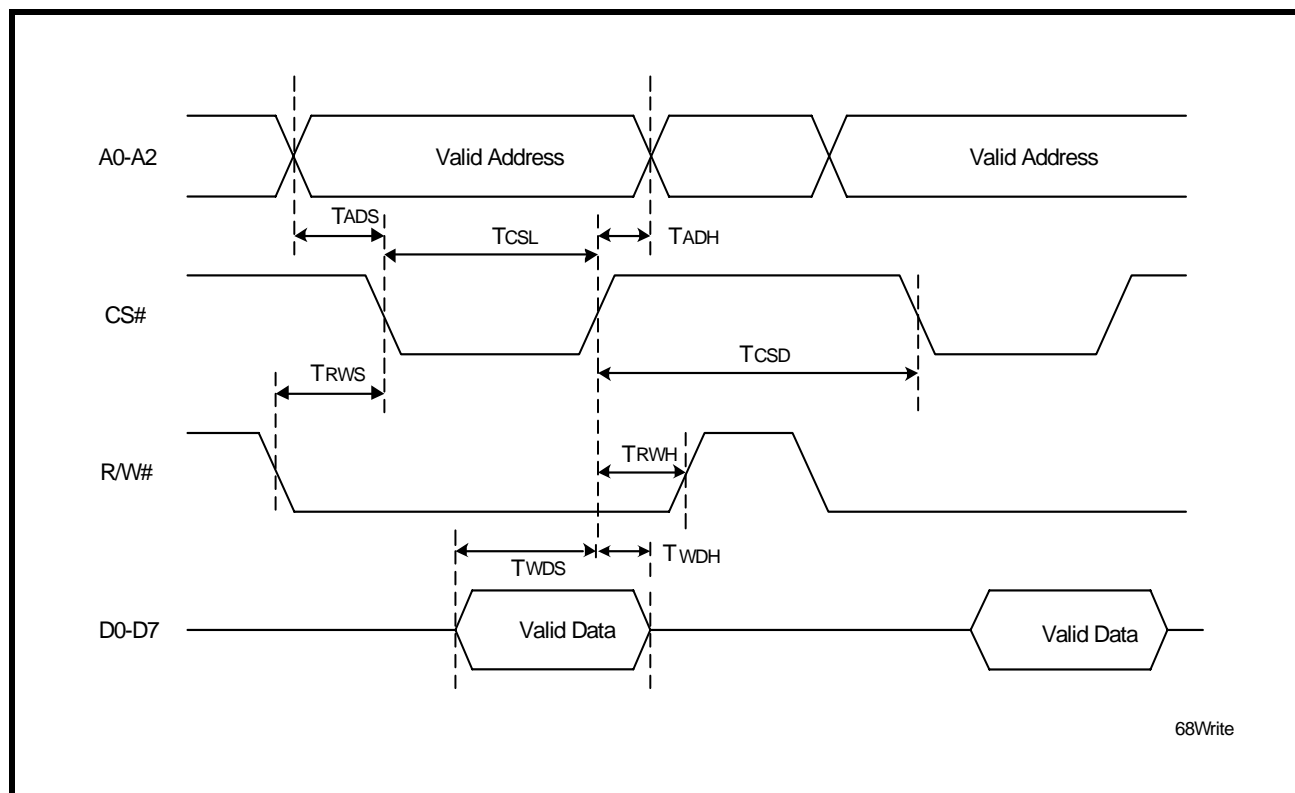 A0-A2
Valid Address
Valid Address
TADS
TCSL
TADH
CS#
TCSD
TRWS
R/W#
TRWH
TWDS
TWDH
D0-D7
Valid Data
Valid Data
68Write